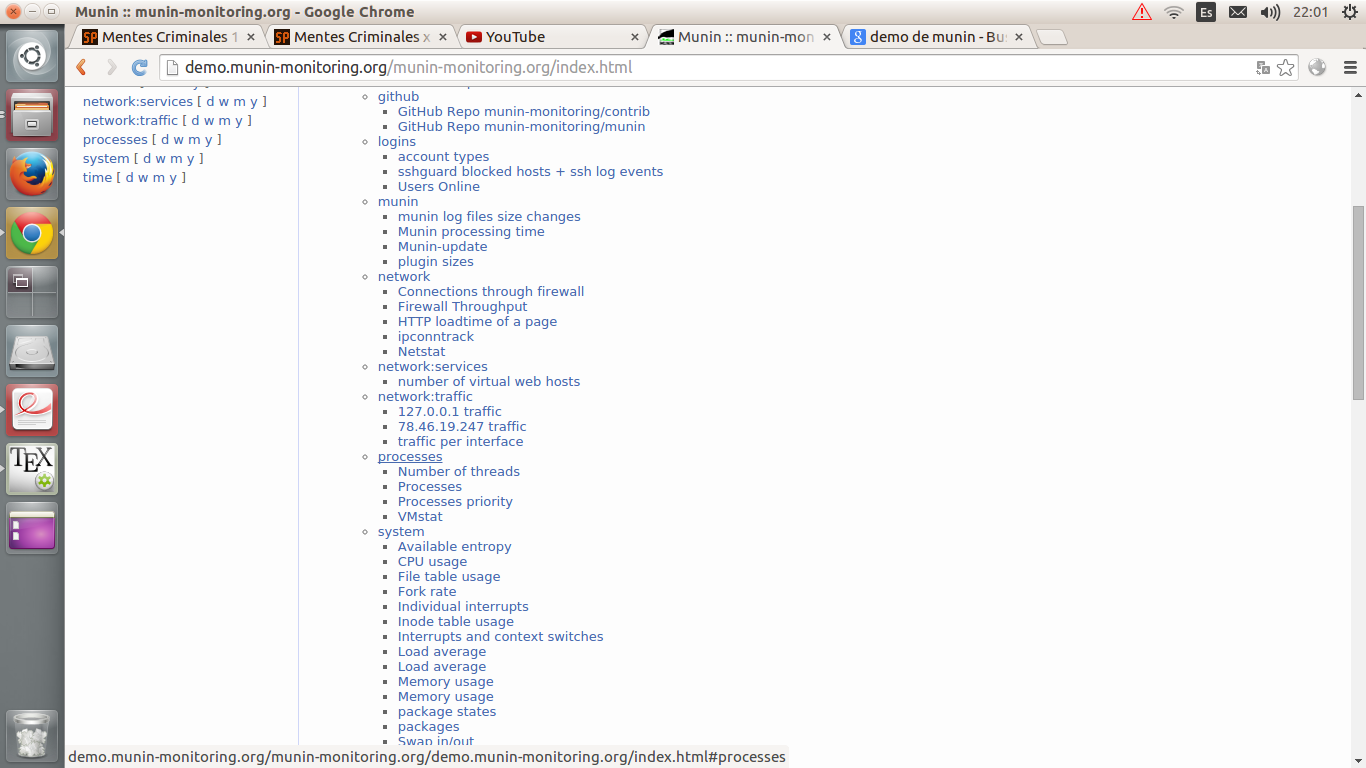 Munin :: munin-monitoring.org - Google Chrome
Es
22:01
Mentes Criminales 1
Mentes Criminales x
YouTube
Munin :: munin-mon
demo de munin - Bu
demo.munin-monitoring.org/munin-monitoring.org/index.html
network:services [ d w m y ]
network:traffic [ d w m y ]
processes [ d w m y ]
system [ d w m y ]
time [ d w m y ]
github
GitHub Repo munin-monitoring/contrib
GitHub Repo munin-monitoring/munin
logins
account types
sshguard blocked hosts + ssh log events
Users Online
munin
munin log files size changes
Munin processing time
Munin-update
plugin sizes
network
Connections through firewall
Firewall Throughput
HTTP loadtime of a page
ipconntrack
Netstat
network:services
number of virtual web hosts
network:traffic
127.0.0.1 traffic
78.46.19.247 traffic
traffic per interface
processes
Number of threads
Processes
Processes priority
VMstat
system
Available entropy
CPU usage
File table usage
Fork rate
Individual interrupts
Inode table usage
Interrupts and context switches
Load average
Load average
Memory usage
Memory usage
package states
packages
Swap in/out
demo.munin-monitoring.org/munin-monitoring.org/demo.munin-monitoring.org/index.html#processes
SP
SP
TEX